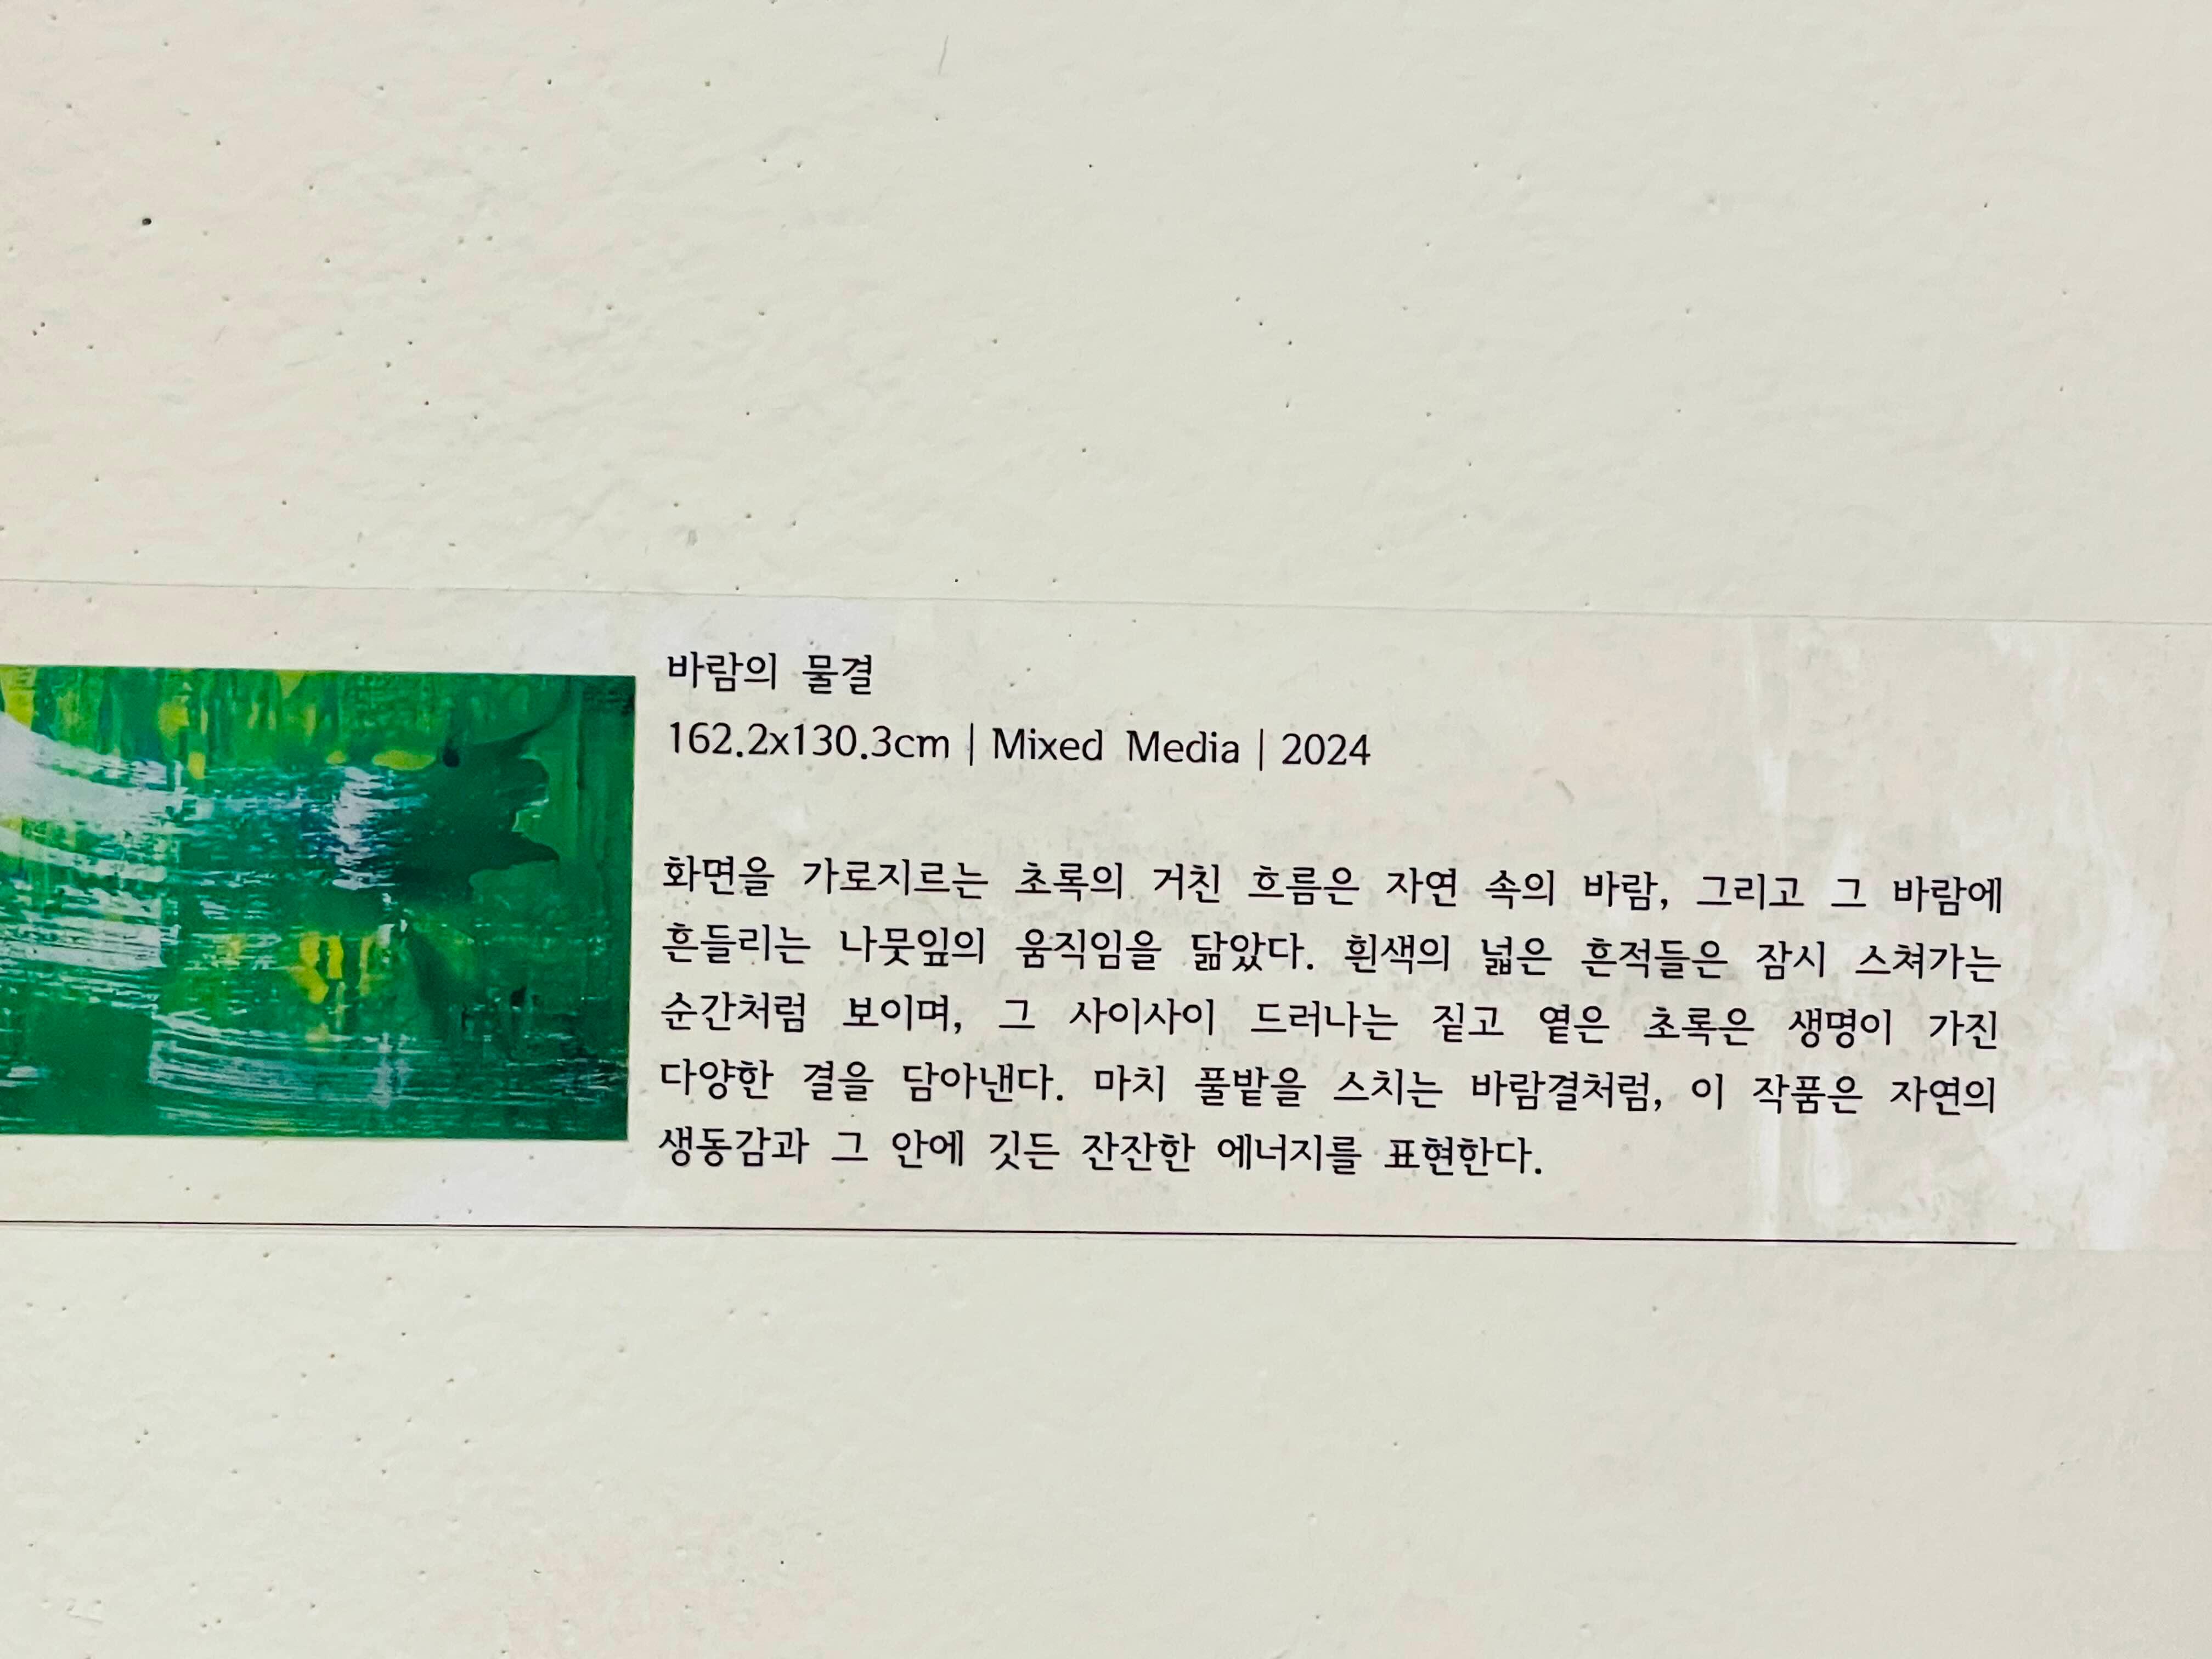 바람의 물결
162.2x130.3cm | Mixed Media | 2024
화면을 가로지르는 초록의 거친 흐름은 자연 속의 바람, 그리고 그 바람에
흔들리는 나뭇잎의 움직임을 닮았다. 흰색의 넓은 흔적들은 잠시 스쳐가는
순간처럼 보이며, 그 사이사이 드러나는 짙고 옅은 초록은 생명이 가진
다양한 결을 담아낸다. 마치 풀밭을 스치는 바람결처럼, 이 작품은 자연의
생동감과 그 안에 깃든 잔잔한 에너지를 표현한다.